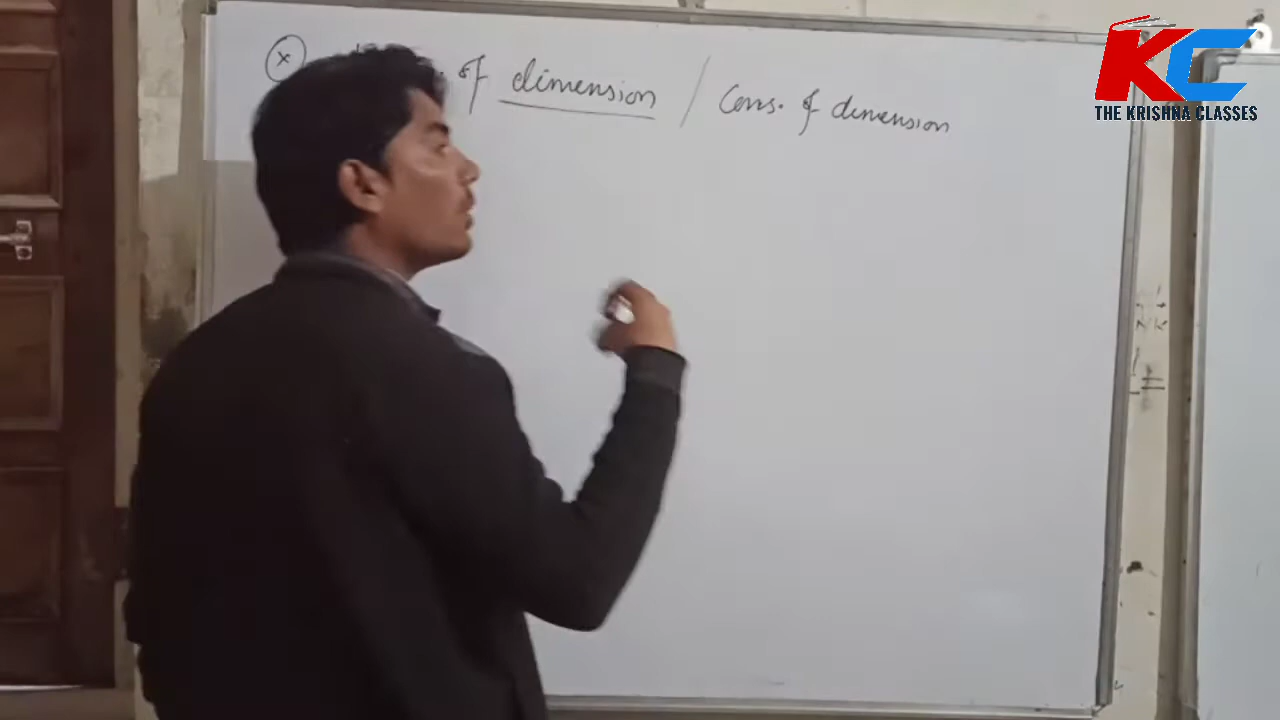 of dimension / Cons. of dimension
KC
THE KRISHNA CLASSES